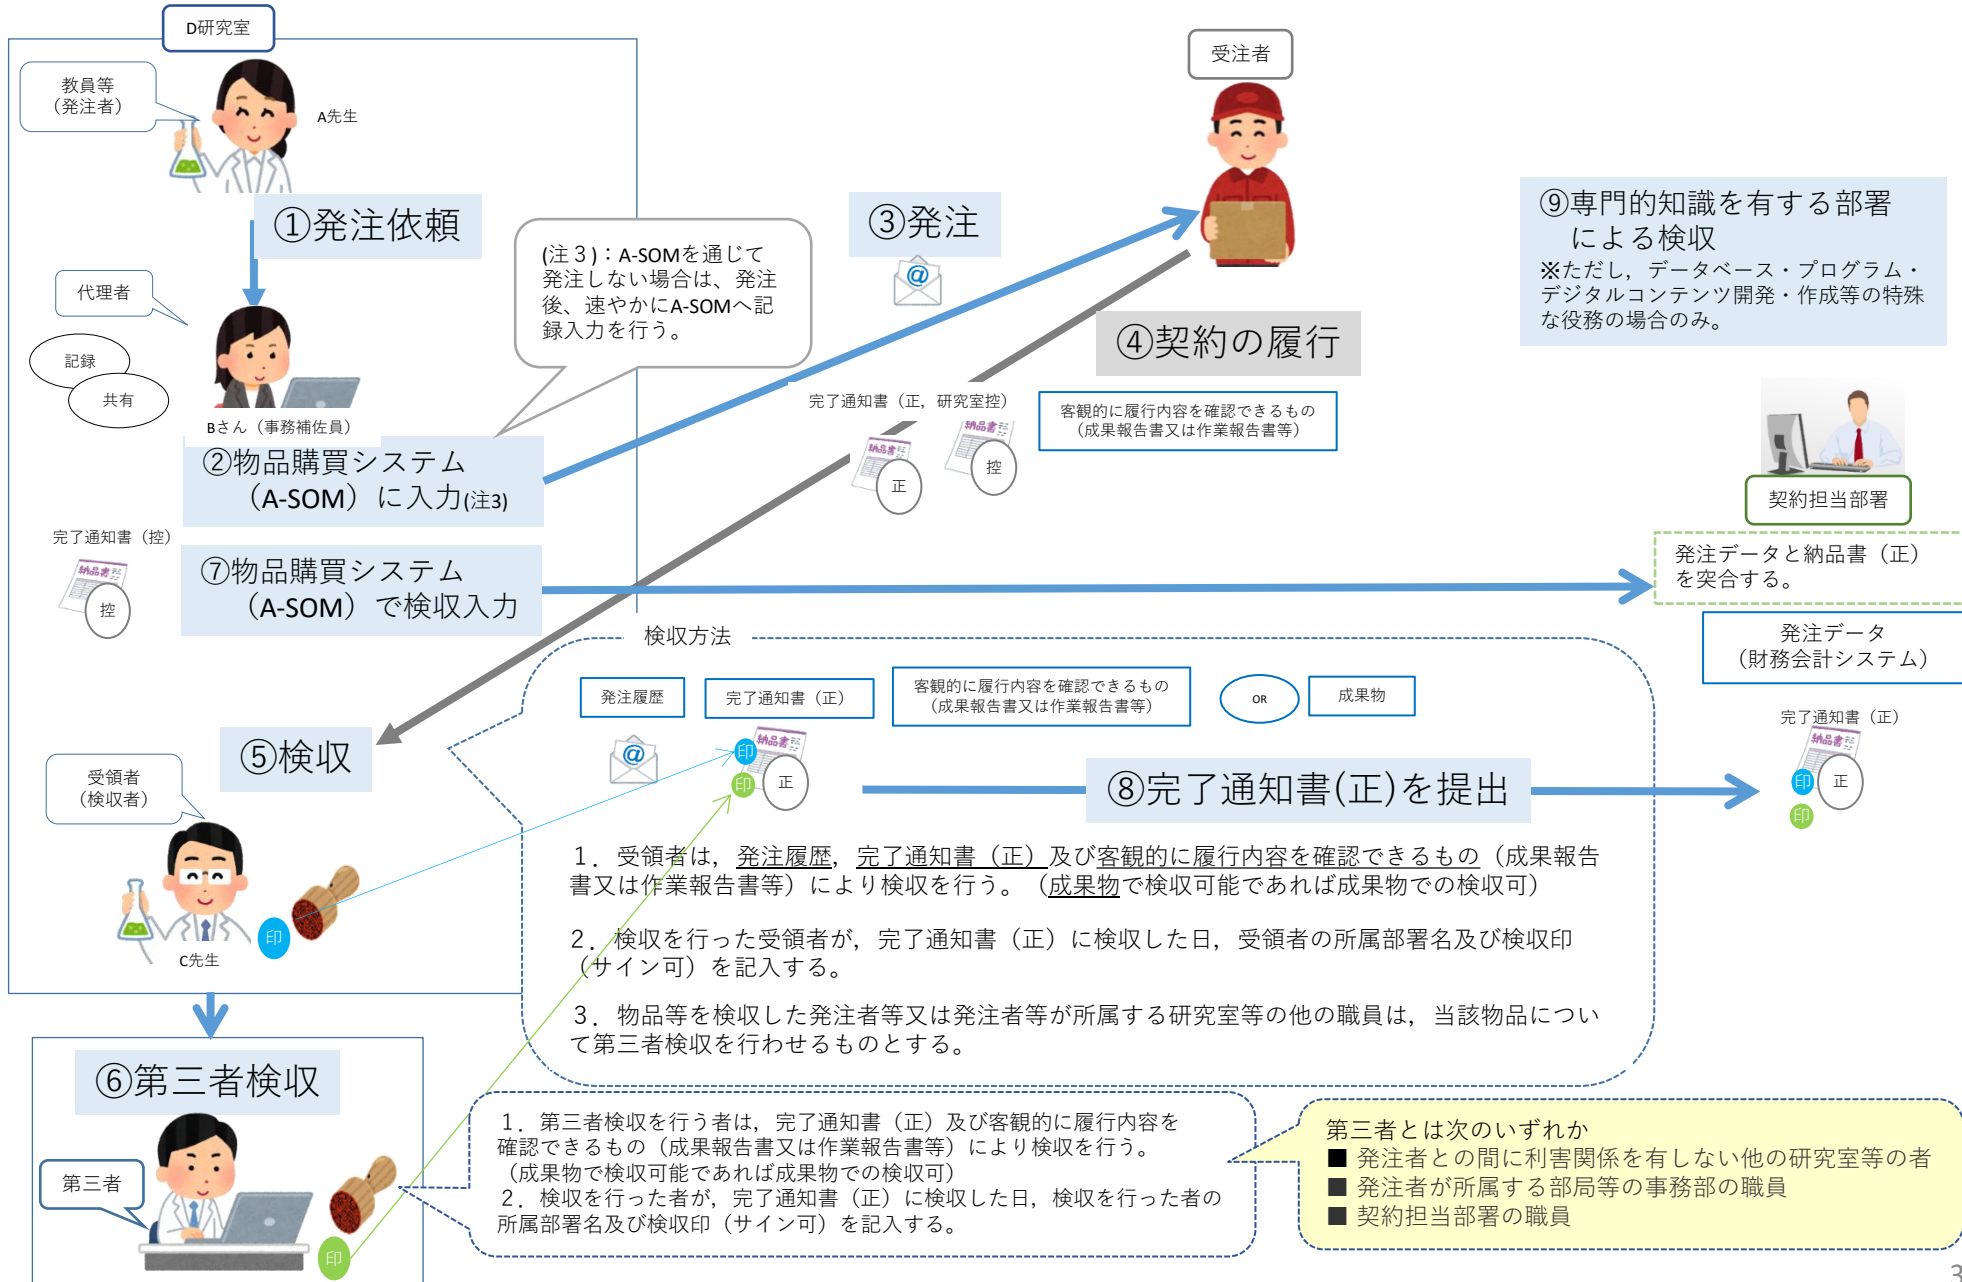 D研究室
教員等
（発注者）
A先生
①発注依頼
代理者
記録
共有
Bさん（事務補佐員）
②物品購買システム
（A-SOM）に入力(注3)
(注３)：A-SOMを通じて
発注しない場合は、発注
後、速やかにA-SOMへ記
録入力を行う。
③発注
@
受注者
④契約の履行
完了通知書（正，研究室控）
納品書
正
納品書
控
客観的に履行内容を確認できるもの
（成果報告書又は作業報告書等）
⑨専門的知識を有する部署
による検収
※ただし，データベース・プログラム・
デジタルコンテンツ開発・作成等の特殊
な役務の場合のみ。
契約担当部署
発注データと納品書（正）
を突合する。
発注データ
（財務会計システム）
完了通知書（正）
納品書
印
正
印
完了通知書（控）
納品書
控
⑦物品購買システム
（A-SOM）で検収入力
⑤検収
受領者
（検収者）
C先生
印
検収方法
発注履歴
完了通知書（正）
客観的に履行内容を確認できるもの
（成果報告書又は作業報告書等）
OR
成果物
@
納品書
印
印
正
⑧完了通知書(正)を提出
１．受領者は，発注履歴，完了通知書（正）及び客観的に履行内容を確認できるもの（成果報告
書又は作業報告書等）により検収を行う。（成果物で検収可能であれば成果物での検収可）
２．検収を行った受領者が，完了通知書（正）に検収した日，受領者の所属部署名及び検収印
（サイン可）を記入する。
３．物品等を検収した発注者等又は発注者等が所属する研究室等の他の職員は，当該物品につい
て第三者検収を行わせるものとする。
⑥第三者検収
第三者
印
１．第三者検収を行う者は，完了通知書（正）及び客観的に履行内容を
確認できるもの（成果報告書又は作業報告書等）により検収を行う。
（成果物で検収可能であれば成果物での検収可）
２．検収を行った者が，完了通知書（正）に検収した日，検収を行った者の
所属部署名及び検収印（サイン可）を記入する。
第三者とは次のいずれか
■ 発注者との間に利害関係を有しない他の研究室等の者
■ 発注者が所属する部局等の事務部の職員
■ 契約担当部署の職員
3